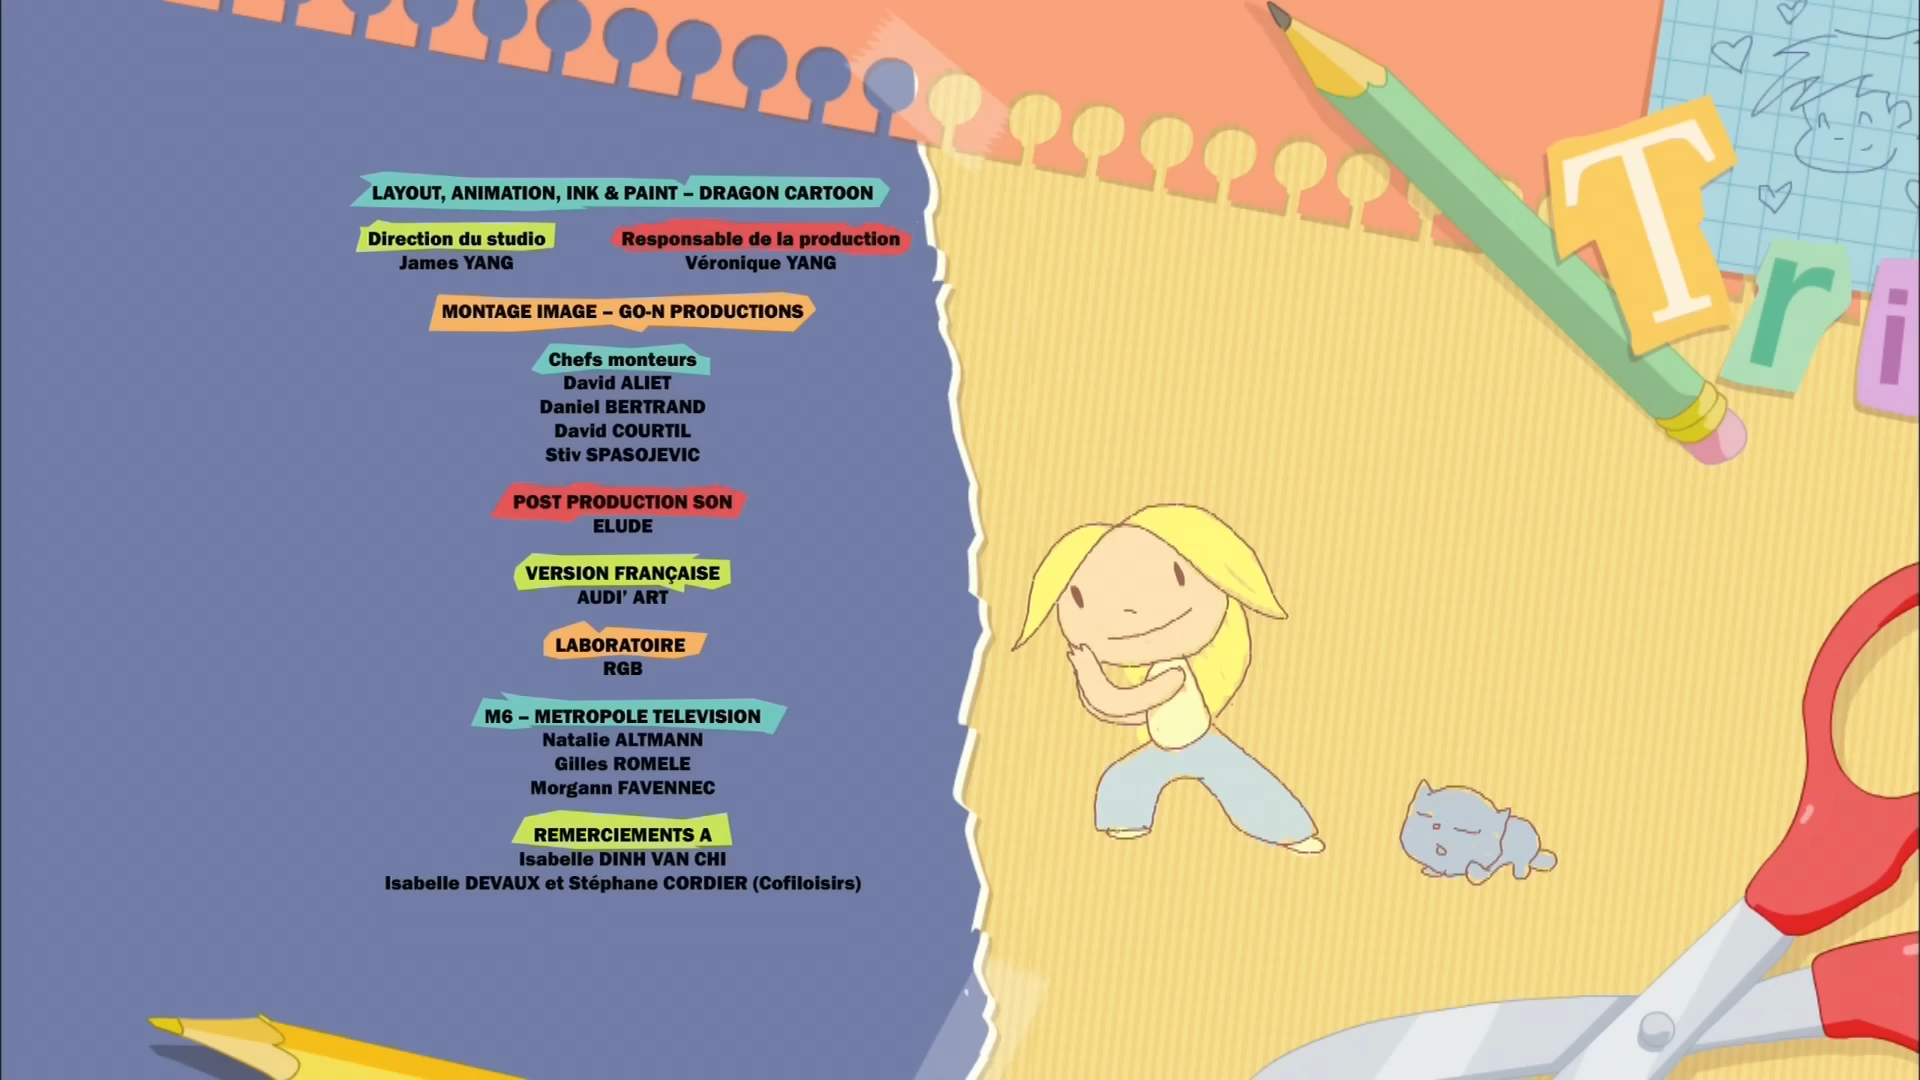 LAYOUT, ANIMATION, INK & PAINT – DRAGON CARTOON
Direction du studio
James YANG
Responsable de la production
Véronique YANG
MONTAGE IMAGE – GO-N PRODUCTIONS
Chefs monteurs
David ALIET
Daniel BERTRAND
David COURTIL
Stiv SPASOJEVIC
POST PRODUCTION SON
ELUDE
VERSION FRANÇAISE
AUDI’ ART
LABORATOIRE
RGB
M6 – METROPOLE TELEVISION
Natalie ALTMANN
Gilles ROMELE
Morgann FAVENNEC
REMERCIEMENTS A
Isabelle DINH VAN CHI
Isabelle DEVAUX et Stéphane CORDIER (Cofiloisirs)
Tri